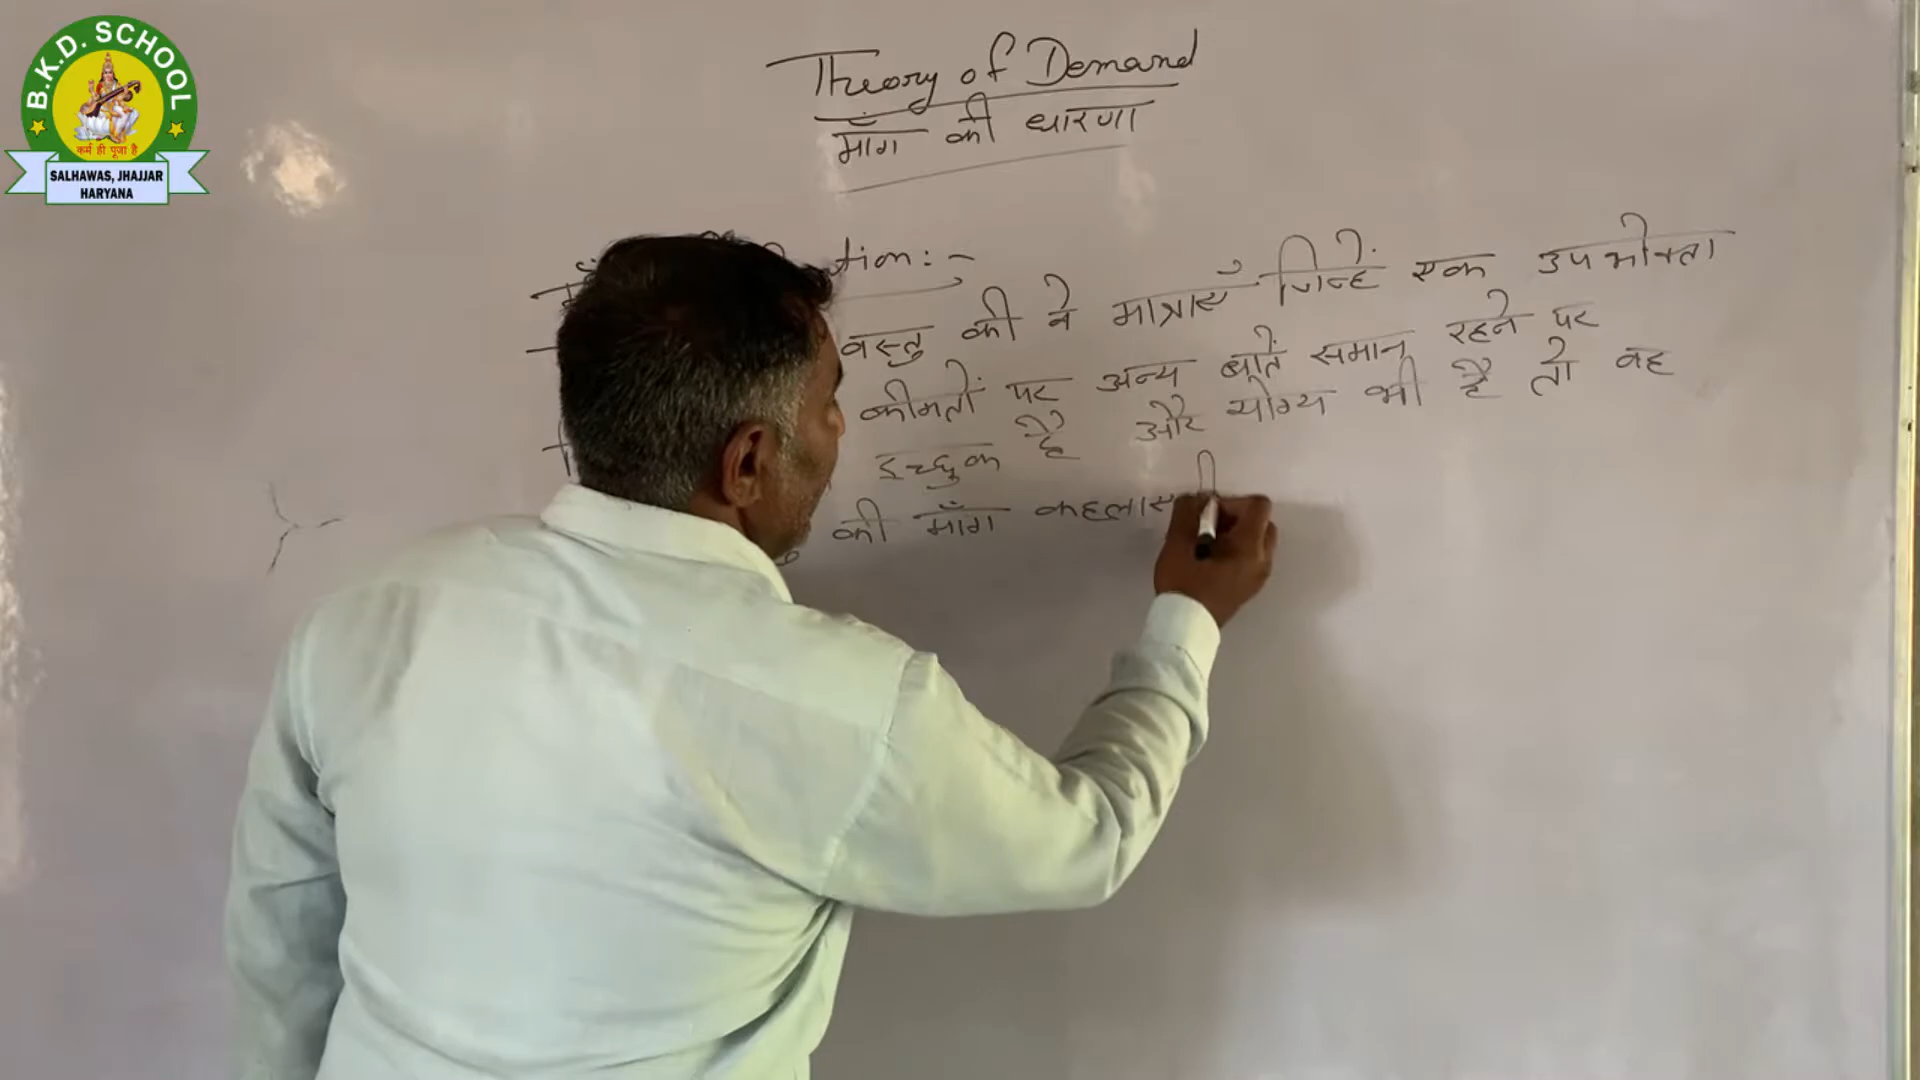 B.K.D. SCHOOL
कर्म ही पूजा है
SALHAWAS, JHAJJAR
HARYANA
Theory of Demand
माँग की धारणा
tion:-
वस्तु की वे मात्राएँ जिन्हें एक उपभोक्ता
कीमतों पर अन्य बातें समान रहने पर
इच्छुक है और योग्य भी है तो वह
की माँग कहलाए